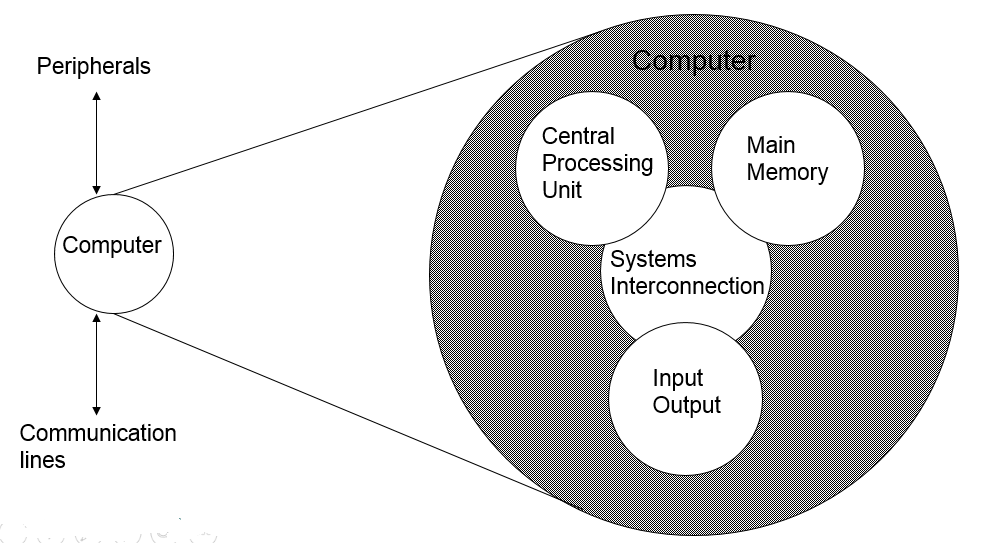 Peripherals
Computer
Communication
lines
Computer
Central
Processing
Unit
Main
Memory
Systems
Interconnection
Input
Output